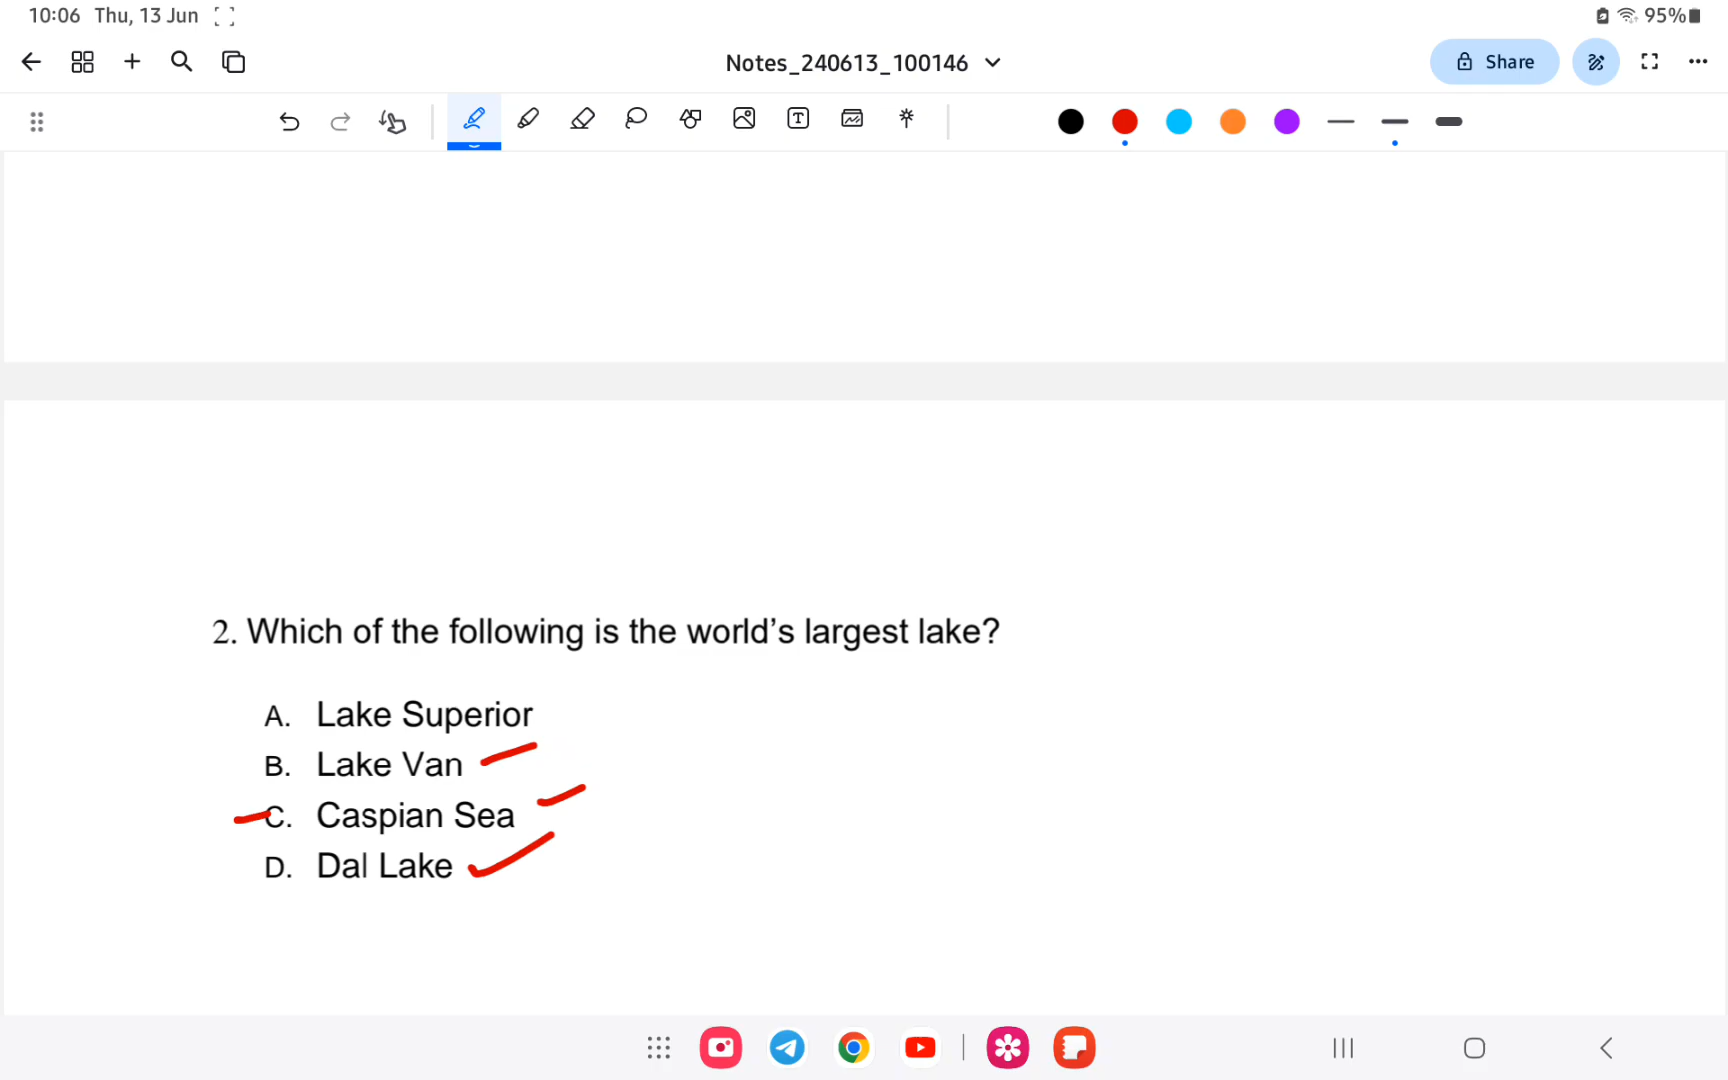 10:06 Thu, 13 Jun
95%
Notes_240613_100146
Share
2. Which of the following is the world’s largest lake?
A. Lake Superior
B. Lake Van
C. Caspian Sea
D. Dal Lake